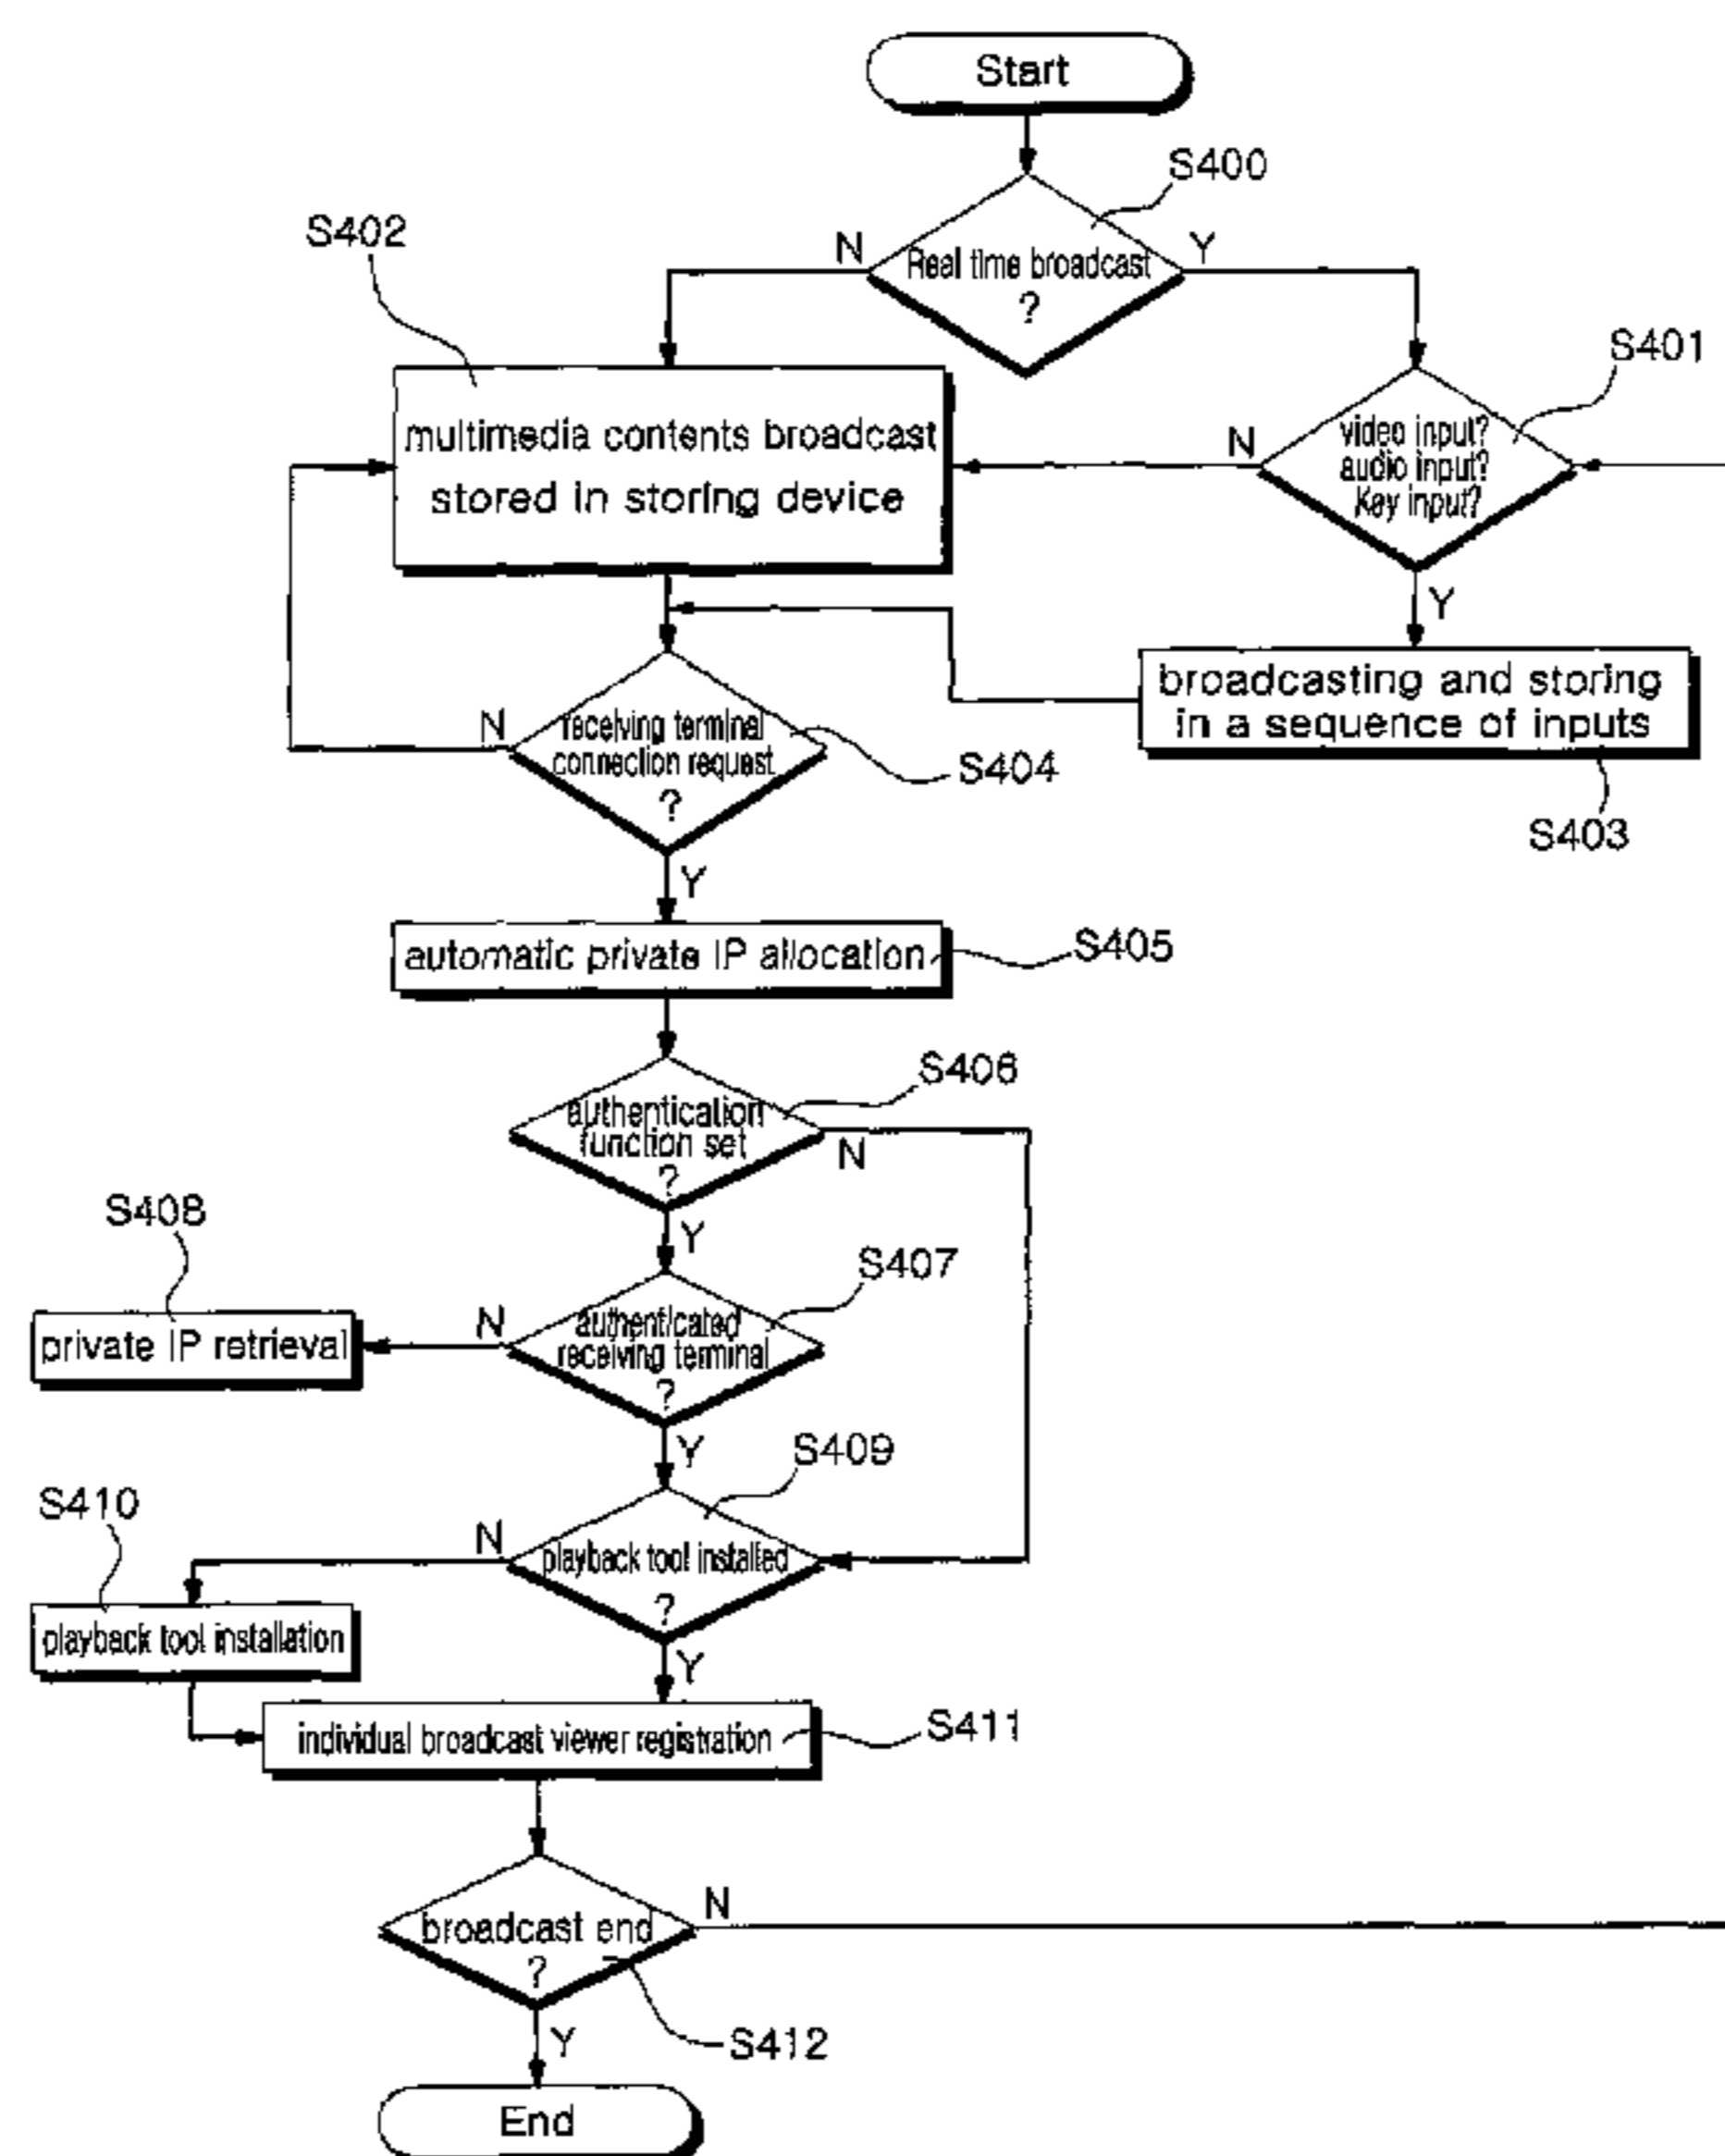 Start
S400
S402
N
Real time broadcast
?
Y
S401
multimedia contents broadcast
stored in storing device
N
video input?
audio input?
Key input?
Y
broadcasting and storing
in a sequence of inputs
S403
N
receiving terminal
connection request
?
S404
Y
automatic private IP allocation
S405
S406
authentication
function set
?
N
Y
S408
S407
private IP retrieval
N
authenticated
receiving terminal
?
Y
S409
S410
N
playback tool installed
?
playback tool installation
Y
individual broadcast viewer registration
S411
broadcast end
?
N
S412
Y
End